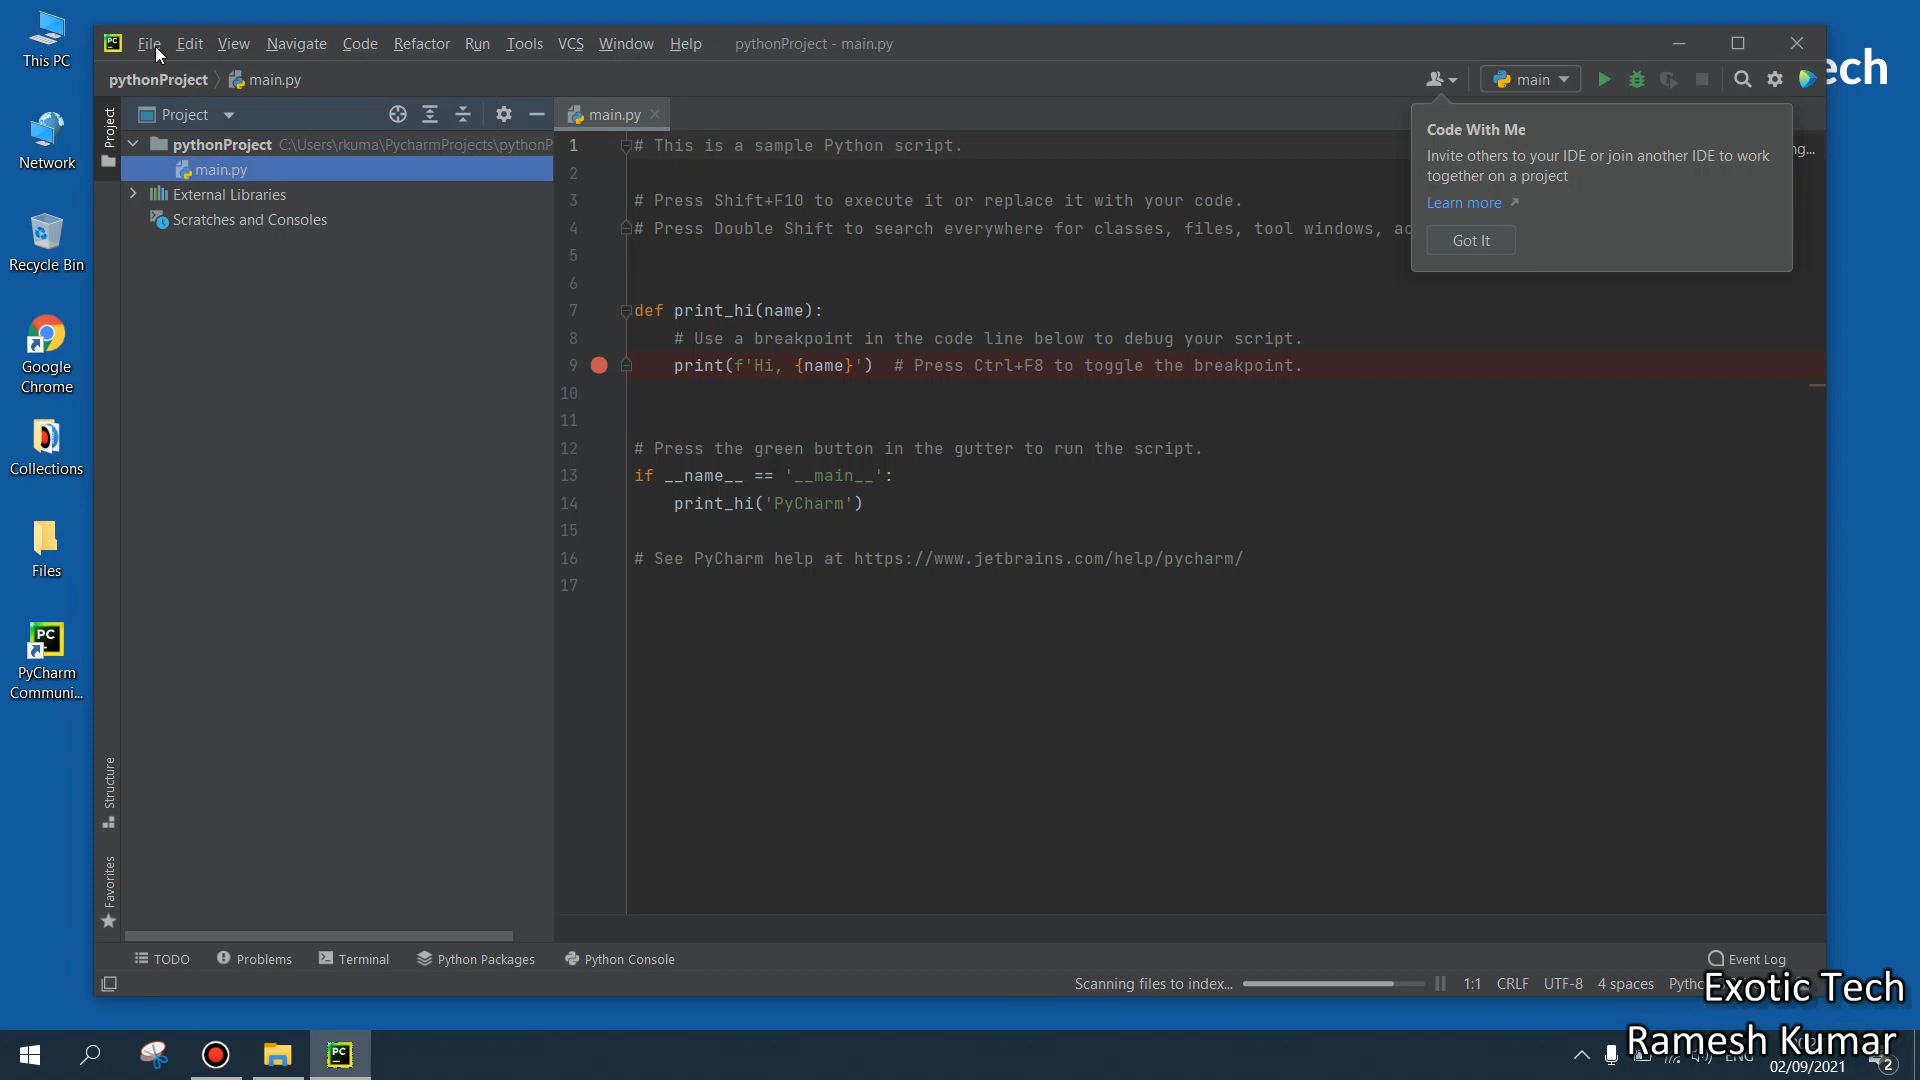 This PC
Network
Recycle Bin
Google
Chrome
Collections
Files
PyCharm
Communi...
PC
File Edit View Navigate Code Refactor Run Tools VCS Window Help pythonProject - main.py
ech
pythonProject main.py
main
Project
Project
main.py
pythonProject C:\Users\rkuma\PycharmProjects\pythonP
main.py
External Libraries
Scratches and Consoles
Structure
Favorites
1 # This is a sample Python script.
2
3 # Press Shift+F10 to execute it or replace it with your code.
4 # Press Double Shift to search everywhere for classes, files, tool windows, ac
5
6
7 def print_hi(name):
8 # Use a breakpoint in the code line below to debug your script.
9 print(f'Hi, {name}') # Press Ctrl+F8 to toggle the breakpoint.
10
11
12 # Press the green button in the gutter to run the script.
13 if __name__ == '__main__':
14 print_hi('PyCharm')
15
16 # See PyCharm help at https://www.jetbrains.com/help/pycharm/
17
Code With Me
Invite others to your IDE or join another IDE to work
together on a project
Learn more
Got It
ng...
TODO Problems Terminal Python Packages Python Console Event Log
Scanning files to index... 1:1 CRLF UTF-8 4 spaces Pytho
Exotic Tech
Ramesh Kumar
ENG
02/09/2021
2